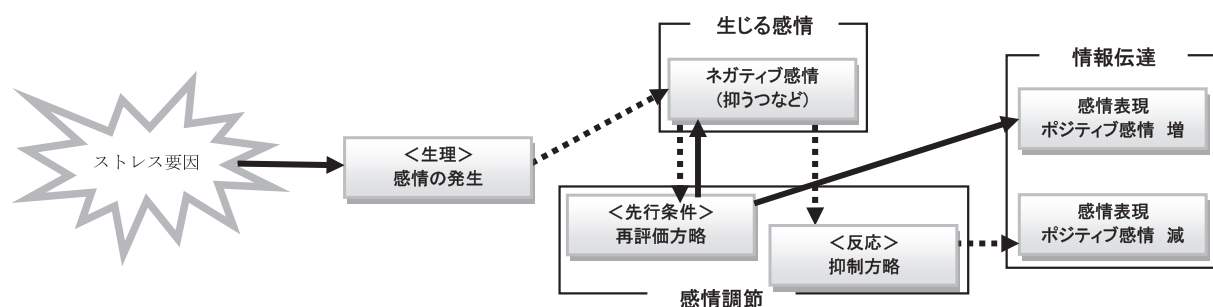 ストレス要因
<生理>
感情の発生
生じる感情
ネガティブ感情
(抑うつなど)
<先行条件>
再評価方略
<反応>
抑制方略
感情調節
情報伝達
感情表現
ポジティブ感情 増
感情表現
ポジティブ感情 減